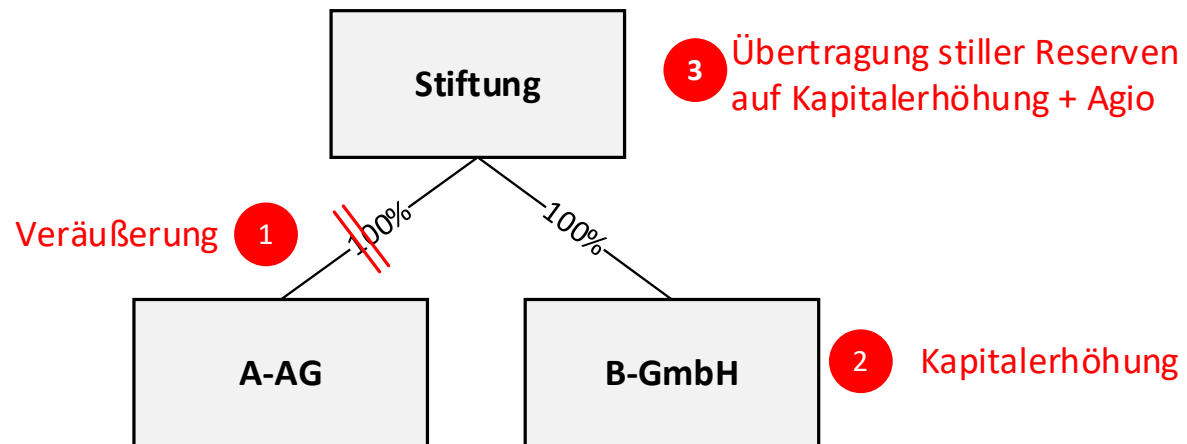 Stiftung
3
Übertragung stiller Reserven
auf Kapitalerhöhung + Agio
Veräußerung
1
100%
100%
A-AG
B-GmbH
2
Kapitalerhöhung